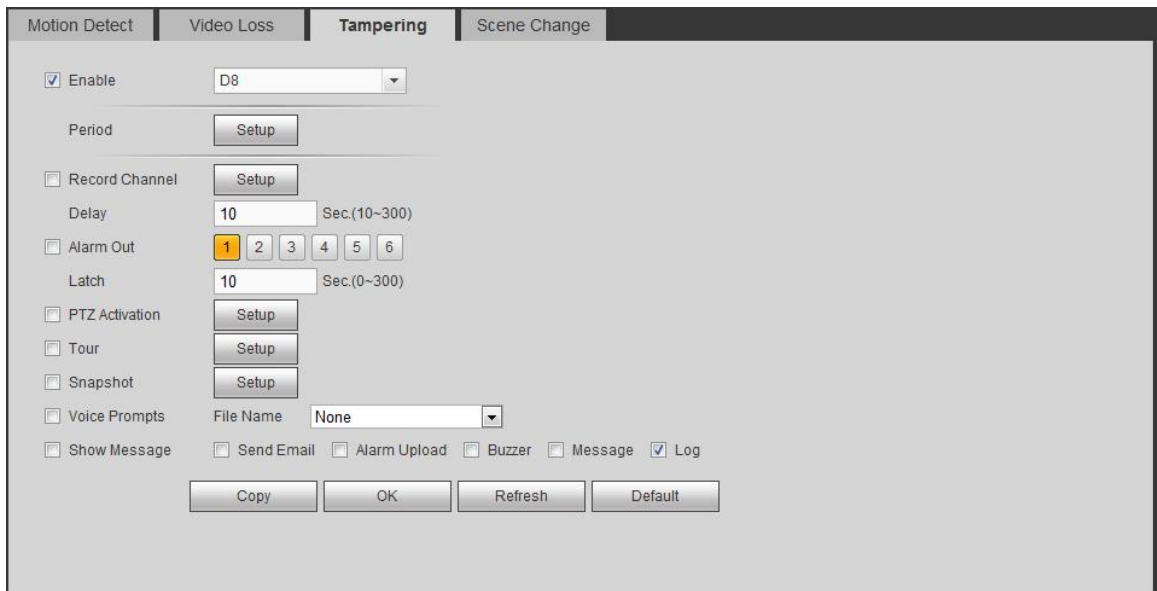 Motion Detect Video Loss Tampering Scene Change
Enable D8
Period Setup
Record Channel Setup
Delay 10 Sec.(10~300)
Alarm Out 1 2 3 4 5 6
Latch 10 Sec.(0~300)
PTZ Activation Setup
Tour Setup
Snapshot Setup
Voice Prompts File Name None
Show Message Send Email Alarm Upload Buzzer Message Log
Copy OK Refresh Default